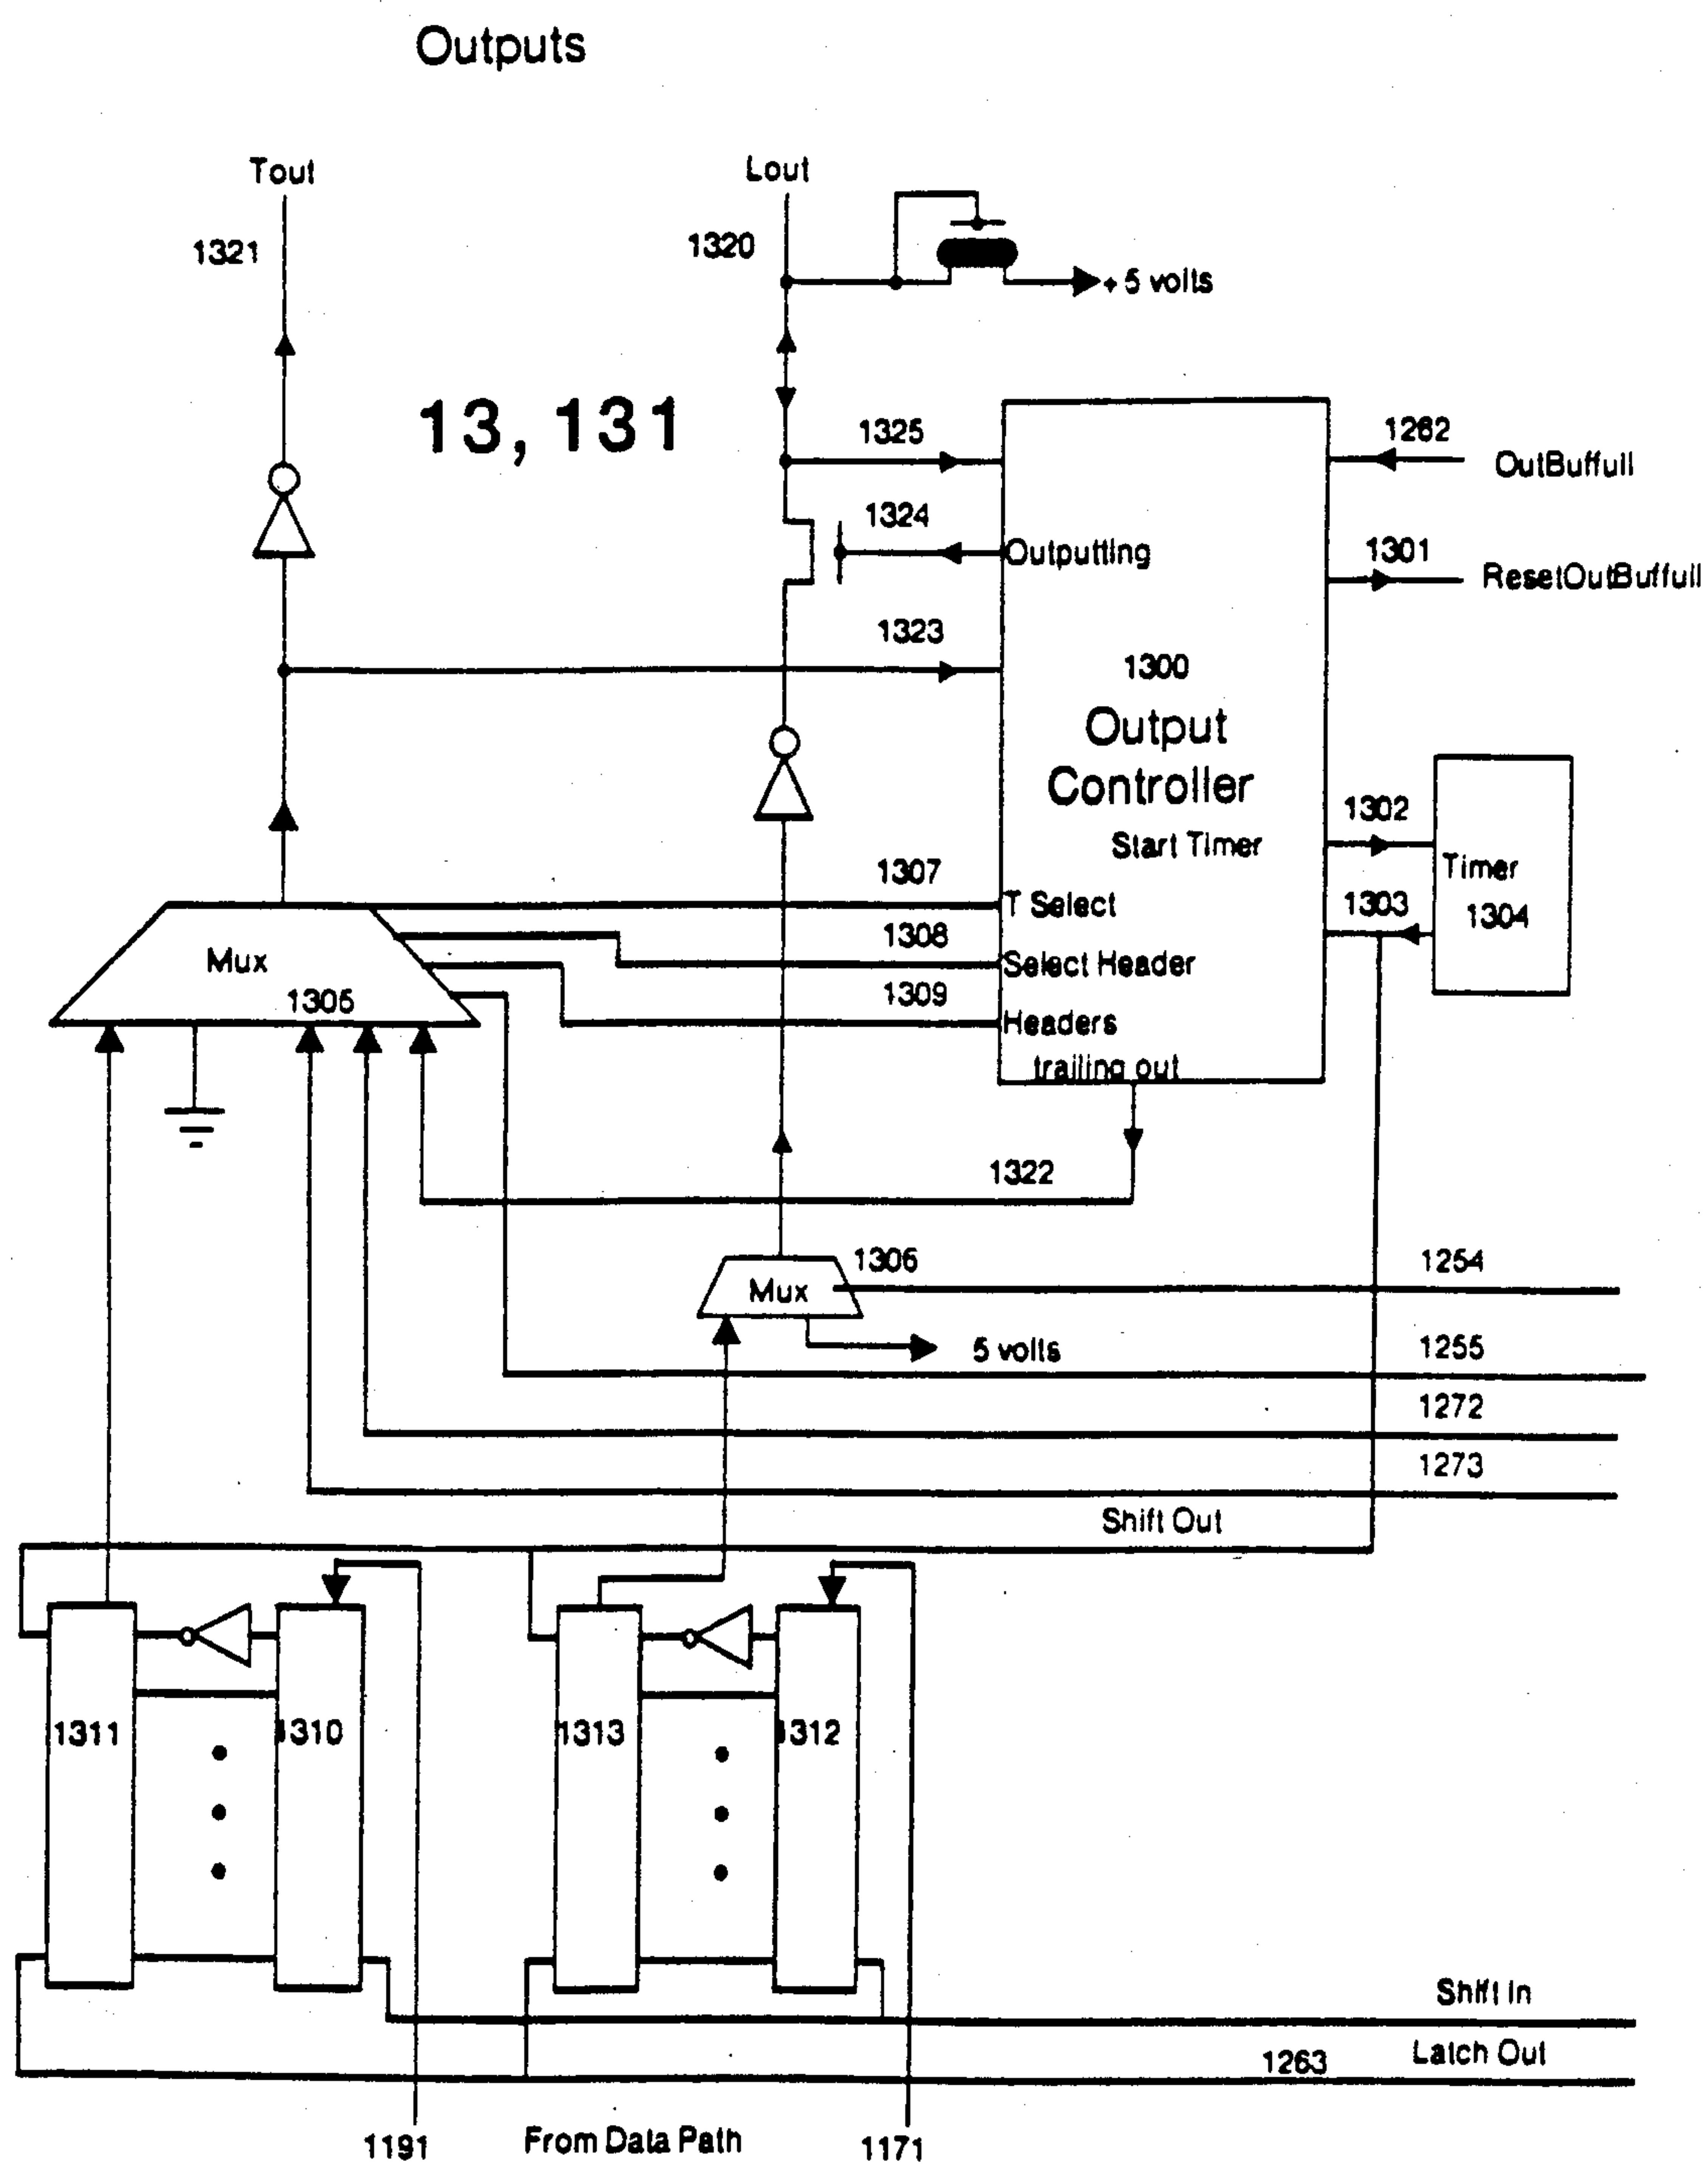 Outputs
Tout
Lout
1321
1320
+ 5 volts
13, 131
1325
1262
OutBuffull
1324
Outputting
1301
ResetOutBuffull
1323
1300
Output
Controller
Start Timer
1302
Timer
1303
1304
1307
T Select
1308
Select Header
Mux
1305
1309
Headers
trailing out
1322
1306
Mux
1254
5 volts
1255
1272
1273
Shift Out
1311
1310
1313
1312
Shift In
Latch Out
1263
1191
From Data Path
1171